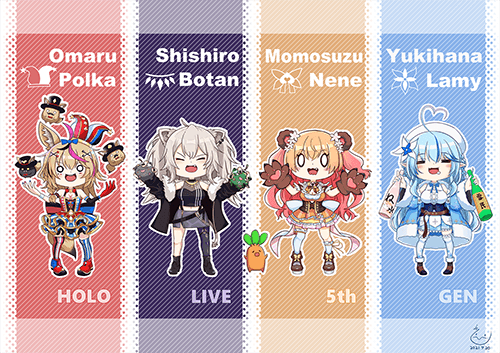 Omaru
Polka
Shishiro
Botan
Momosuzu
Nene
Yukihana
Lamy
HOLO
LIVE
5th
GEN